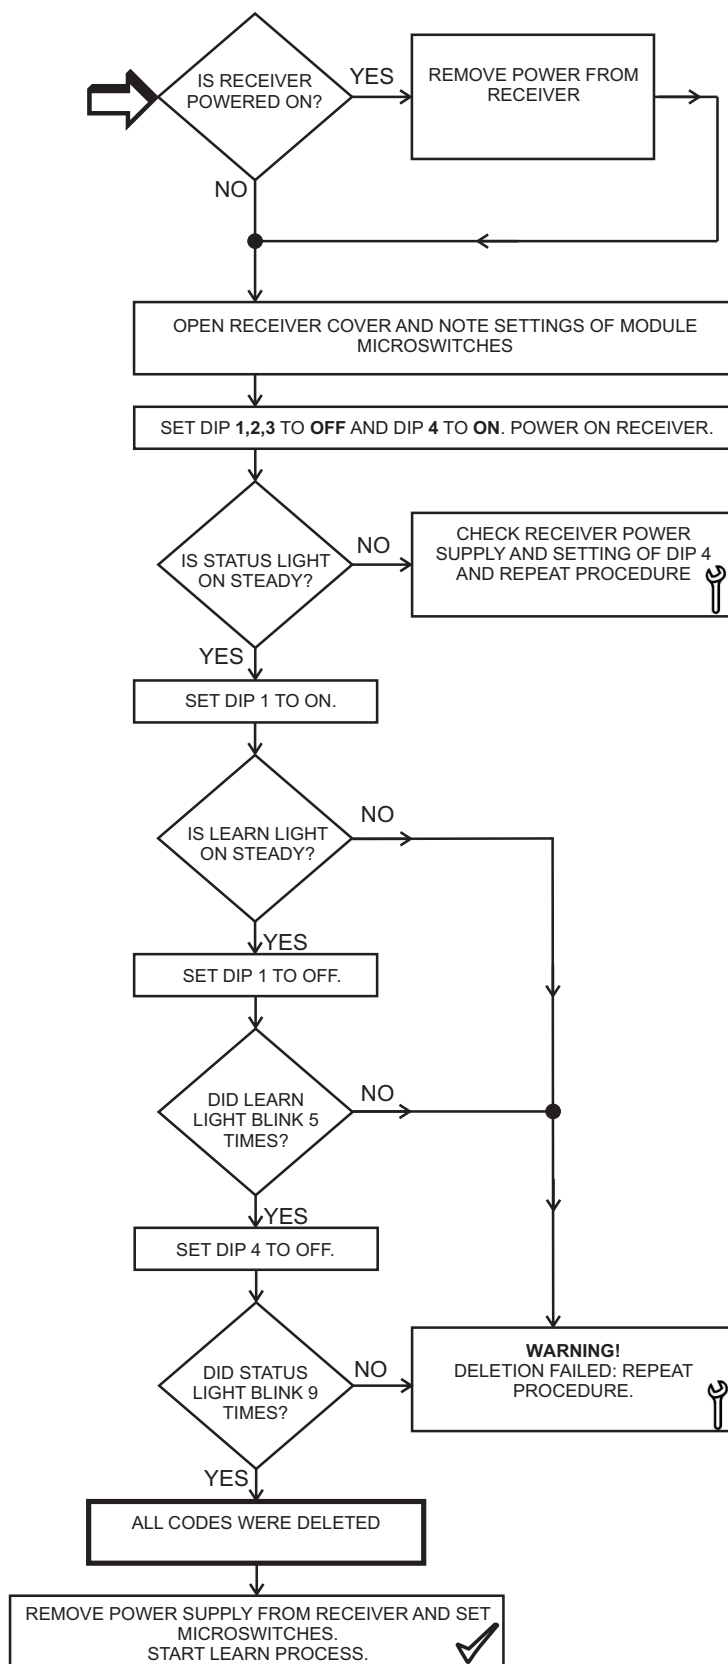 IS RECEIVER
POWERED ON?
YES
REMOVE POWER FROM
RECEIVER
NO
OPEN RECEIVER COVER AND NOTE SETTINGS OF MODULE
MICROSWITCHES
SET DIP 1,2,3 TO OFF AND DIP 4 TO ON. POWER ON RECEIVER.
IS STATUS LIGHT
ON STEADY?
NO
CHECK RECEIVER POWER
SUPPLY AND SETTING OF DIP 4
AND REPEAT PROCEDURE
YES
SET DIP 1 TO ON.
IS LEARN LIGHT
ON STEADY?
NO
YES
SET DIP 1 TO OFF.
DID LEARN
LIGHT BLINK 5
TIMES?
NO
YES
SET DIP 4 TO OFF.
DID STATUS
LIGHT BLINK 9
TIMES?
NO
WARNING!
DELETION FAILED: REPEAT
PROCEDURE.
YES
ALL CODES WERE DELETED
REMOVE POWER SUPPLY FROM RECEIVER AND SET
MICROSWITCHES.
START LEARN PROCESS.